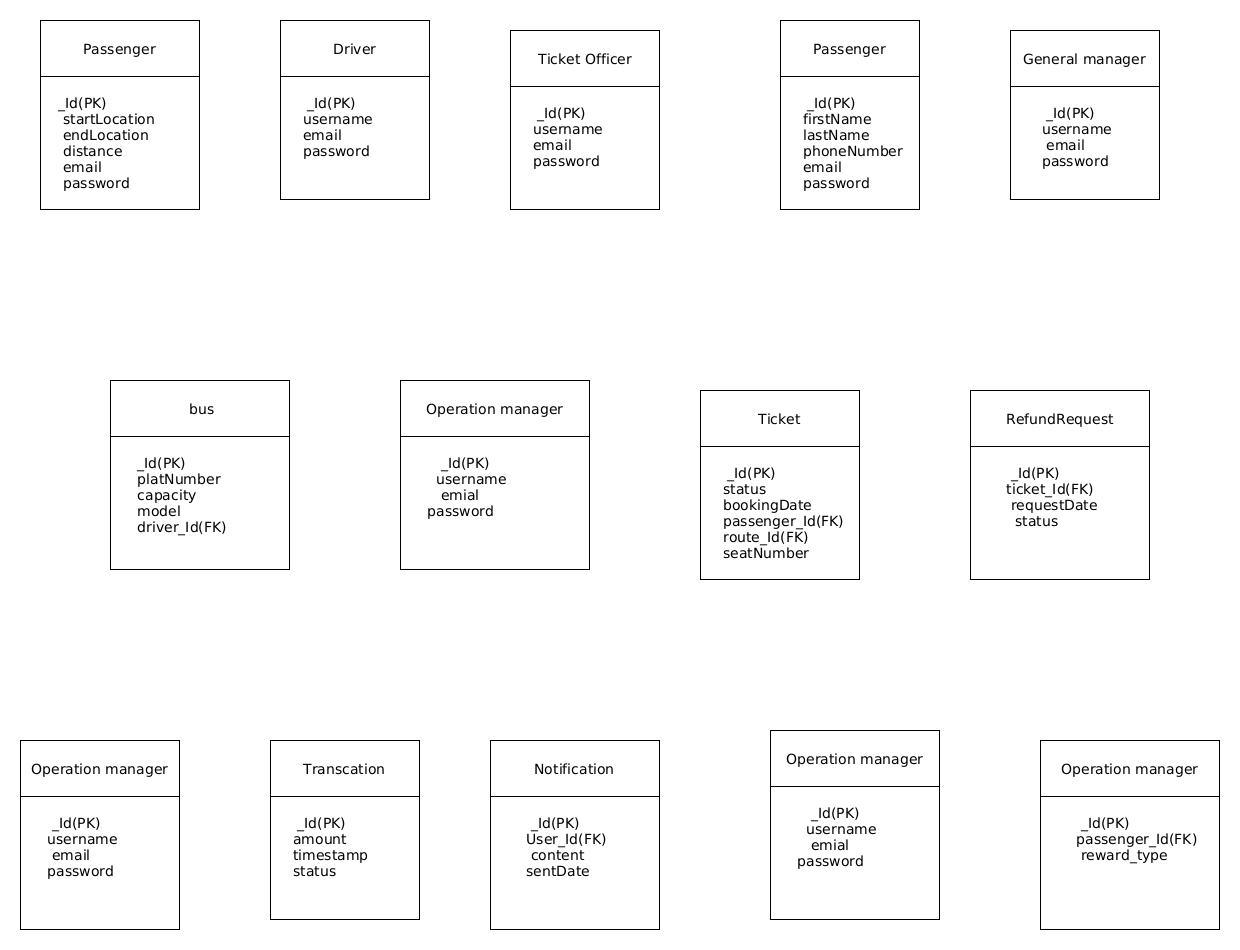 Passenger
_Id(PK)
startLocation
endLocation
distance
email
password
Driver
_Id(PK)
username
email
password
Ticket Officer
_Id(PK)
username
email
password
Passenger
_Id(PK)
firstName
lastName
phoneNumber
email
password
General manager
_Id(PK)
username
email
password
bus
_Id(PK)
platNumber
capacity
model
driver_Id(FK)
Operation manager
_Id(PK)
username
emial
password
Ticket
_Id(PK)
status
bookingDate
passenger_Id(FK)
route_Id(FK)
seatNumber
RefundRequest
_Id(PK)
ticket_Id(FK)
requestDate
status
Operation manager
_Id(PK)
username
email
password
Transcation
_Id(PK)
amount
timestamp
status
Notification
_Id(PK)
User_Id(FK)
content
sentDate
Operation manager
_Id(PK)
username
emial
password
Operation manager
_Id(PK)
passenger_Id(FK)
reward_type